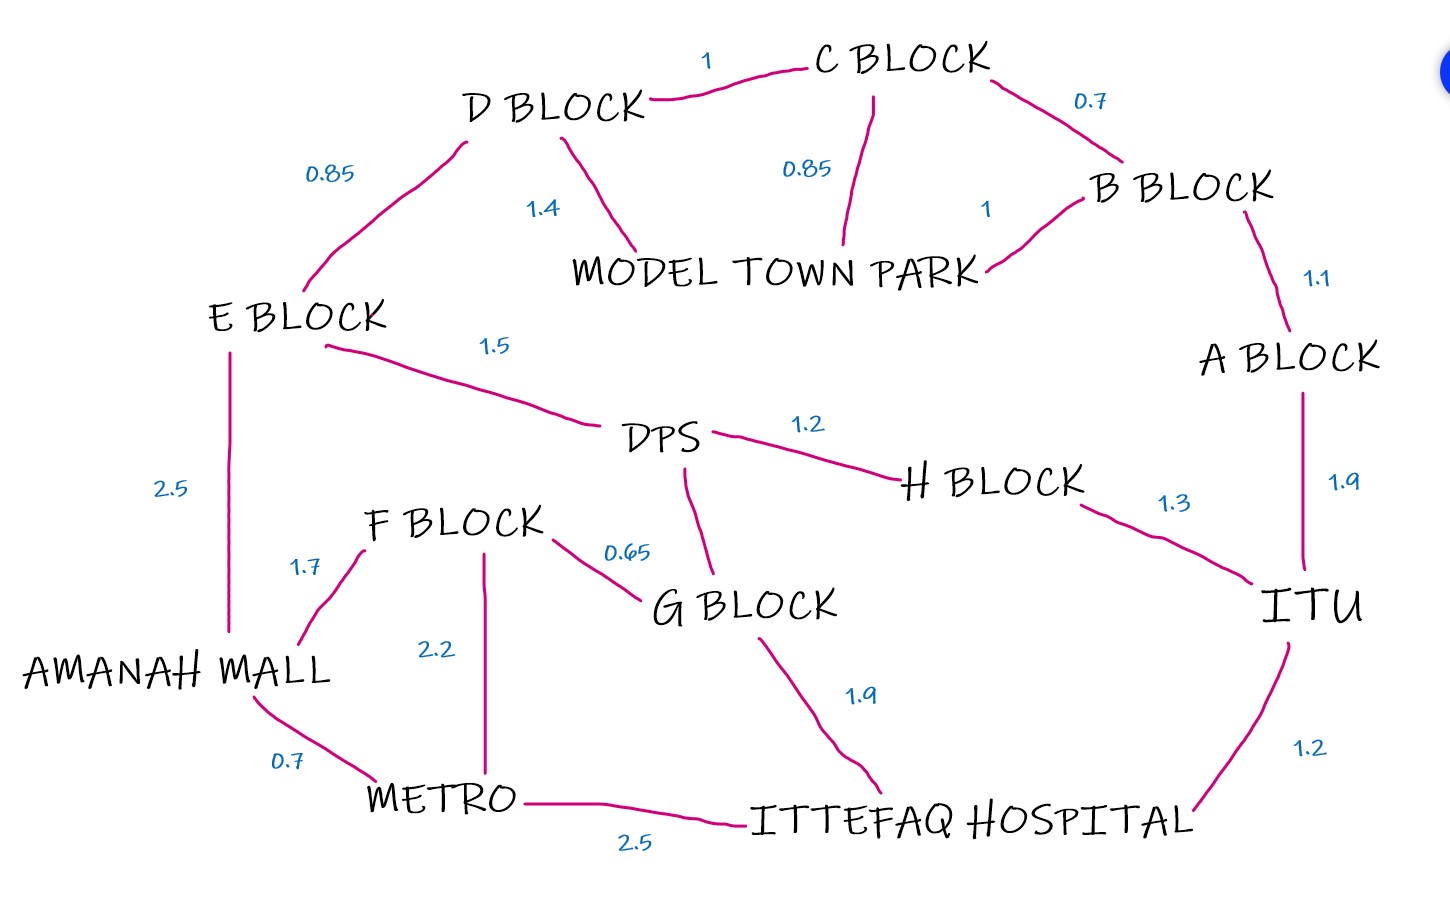 C BLOCK
1
D BLOCK
0.7
0.85
0.85
B BLOCK
1.4
1
MODEL TOWN PARK
1.1
E BLOCK
1.5
A BLOCK
DPS
1.2
H BLOCK
1.9
2.5
1.3
F BLOCK
0.65
1.7
G BLOCK
ITU
2.2
AMANAH MALL
1.9
1.2
0.7
METRO
ITTEFAQ HOSPITAL
2.5